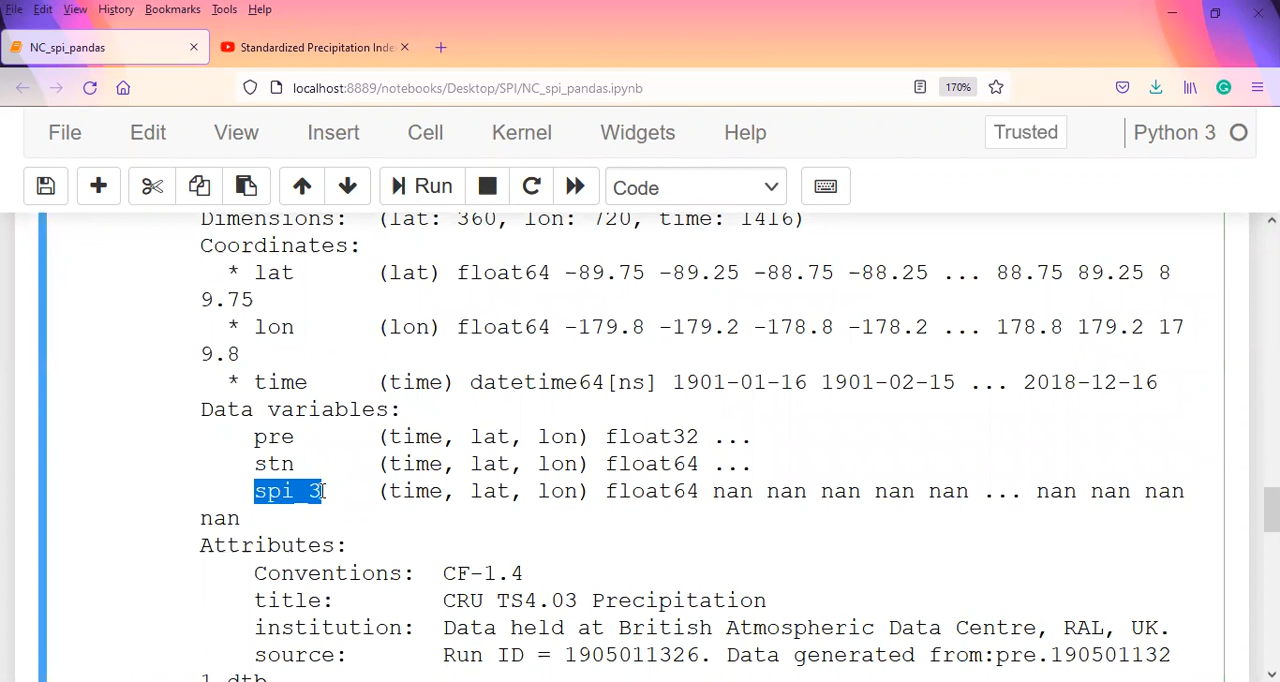 File Edit View History Bookmarks Tools Help
NC_spi_pandas
Standardized Precipitation Inde
localhost:8889/notebooks/Desktop/SPI/NC_spi_pandas.ipynb 170%
File Edit View Insert Cell Kernel Widgets Help Trusted Python 3
Run Code
Dimensions: (lat: 360, lon: 720, time: 1416)
Coordinates:
* lat (lat) float64 -89.75 -89.25 -88.75 -88.25 ... 88.75 89.25 8
9.75
* lon (lon) float64 -179.8 -179.2 -178.8 -178.2 ... 178.8 179.2 17
9.8
* time (time) datetime64[ns] 1901-01-16 1901-02-15 ... 2018-12-16
Data variables:
pre (time, lat, lon) float32 ...
stn (time, lat, lon) float64 ...
spi_3 (time, lat, lon) float64 nan nan nan nan nan ... nan nan nan
nan
Attributes:
Conventions: CF-1.4
title: CRU TS4.03 Precipitation
institution: Data held at British Atmospheric Data Centre, RAL, UK.
source: Run ID = 1905011326. Data generated from:pre.190501132
1.dtb